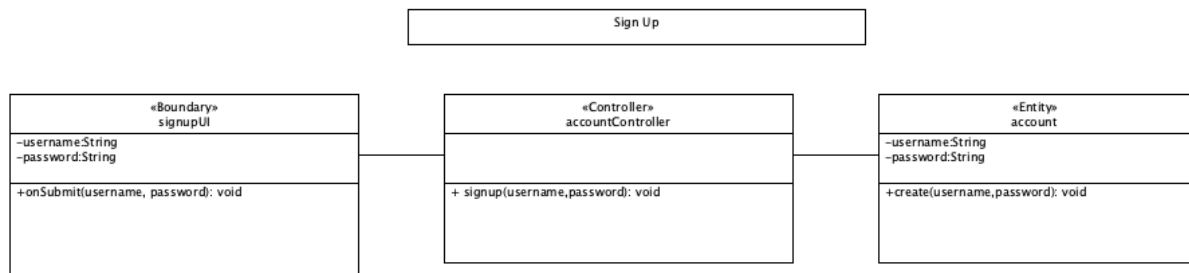 Sign Up
«Boundary»
signupUI
-username:String
-password:String
+onSubmit(username, password): void
«Controller»
accountController
+ signup(username,password): void
«Entity»
account
-username:String
-password:String
+create(username,password): void